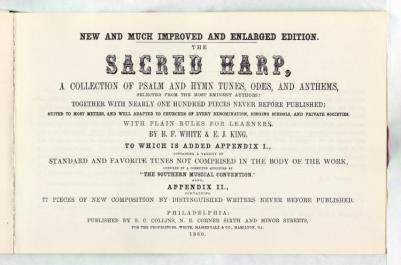 NEW AND MUCH IMPROVED AND ENLARGED EDITION.
THE
SACRED HARP,
A COLLECTION OF PSALM AND HYMN TUNES, ODES, AND ANTHEMS,
SELECTED FROM THE MOST EMINENT AUTHORS:
TOGETHER WITH NEARLY ONE HUNDRED PIECES NEVER BEFORE PUBLISHED;
SUITED TO MOST METERS, AND WELL ADAPTED TO CHURCHES OF EVERY DENOMINATION, SINGING SCHOOLS, AND PRIVATE SOCIETIES.
WITH PLAIN RULES FOR LEARNERS.
BY B. F. WHITE & E. J. KING.
TO WHICH IS ADDED APPENDIX I.,
CONTAINING A VARIETY OF
STANDARD AND FAVORITE TUNES NOT COMPRISED IN THE BODY OF THE WORK,
COMPILED BY A COMMITTEE APPOINTED BY
"THE SOUTHERN MUSICAL CONVENTION."
ALSO,
APPENDIX II.,
CONTAINING
77 PIECES OF NEW COMPOSITION BY DISTINGUISHED WRITERS NEVER BEFORE PUBLISHED.
PHILADELPHIA:
PUBLISHED BY S. C. COLLINS, N. E. CORNER SIXTH AND MINOR STREETS,
FOR THE PROPRIETORS, WHITE, MASSENGALE & CO., HAMILTON, GA.
1860.